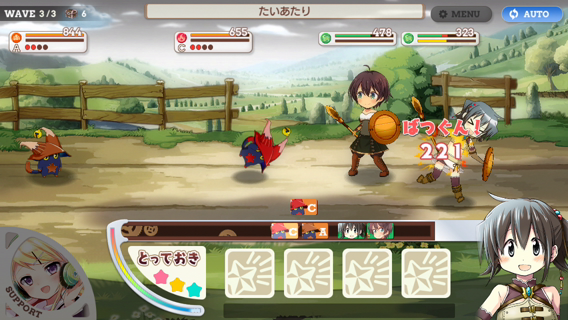 WAVE 3/3 6
たいあたり
MENU
AUTO
844
A
655
C
478
323
ばつぐん!
221
C
C A
とっておき
SUPPORT